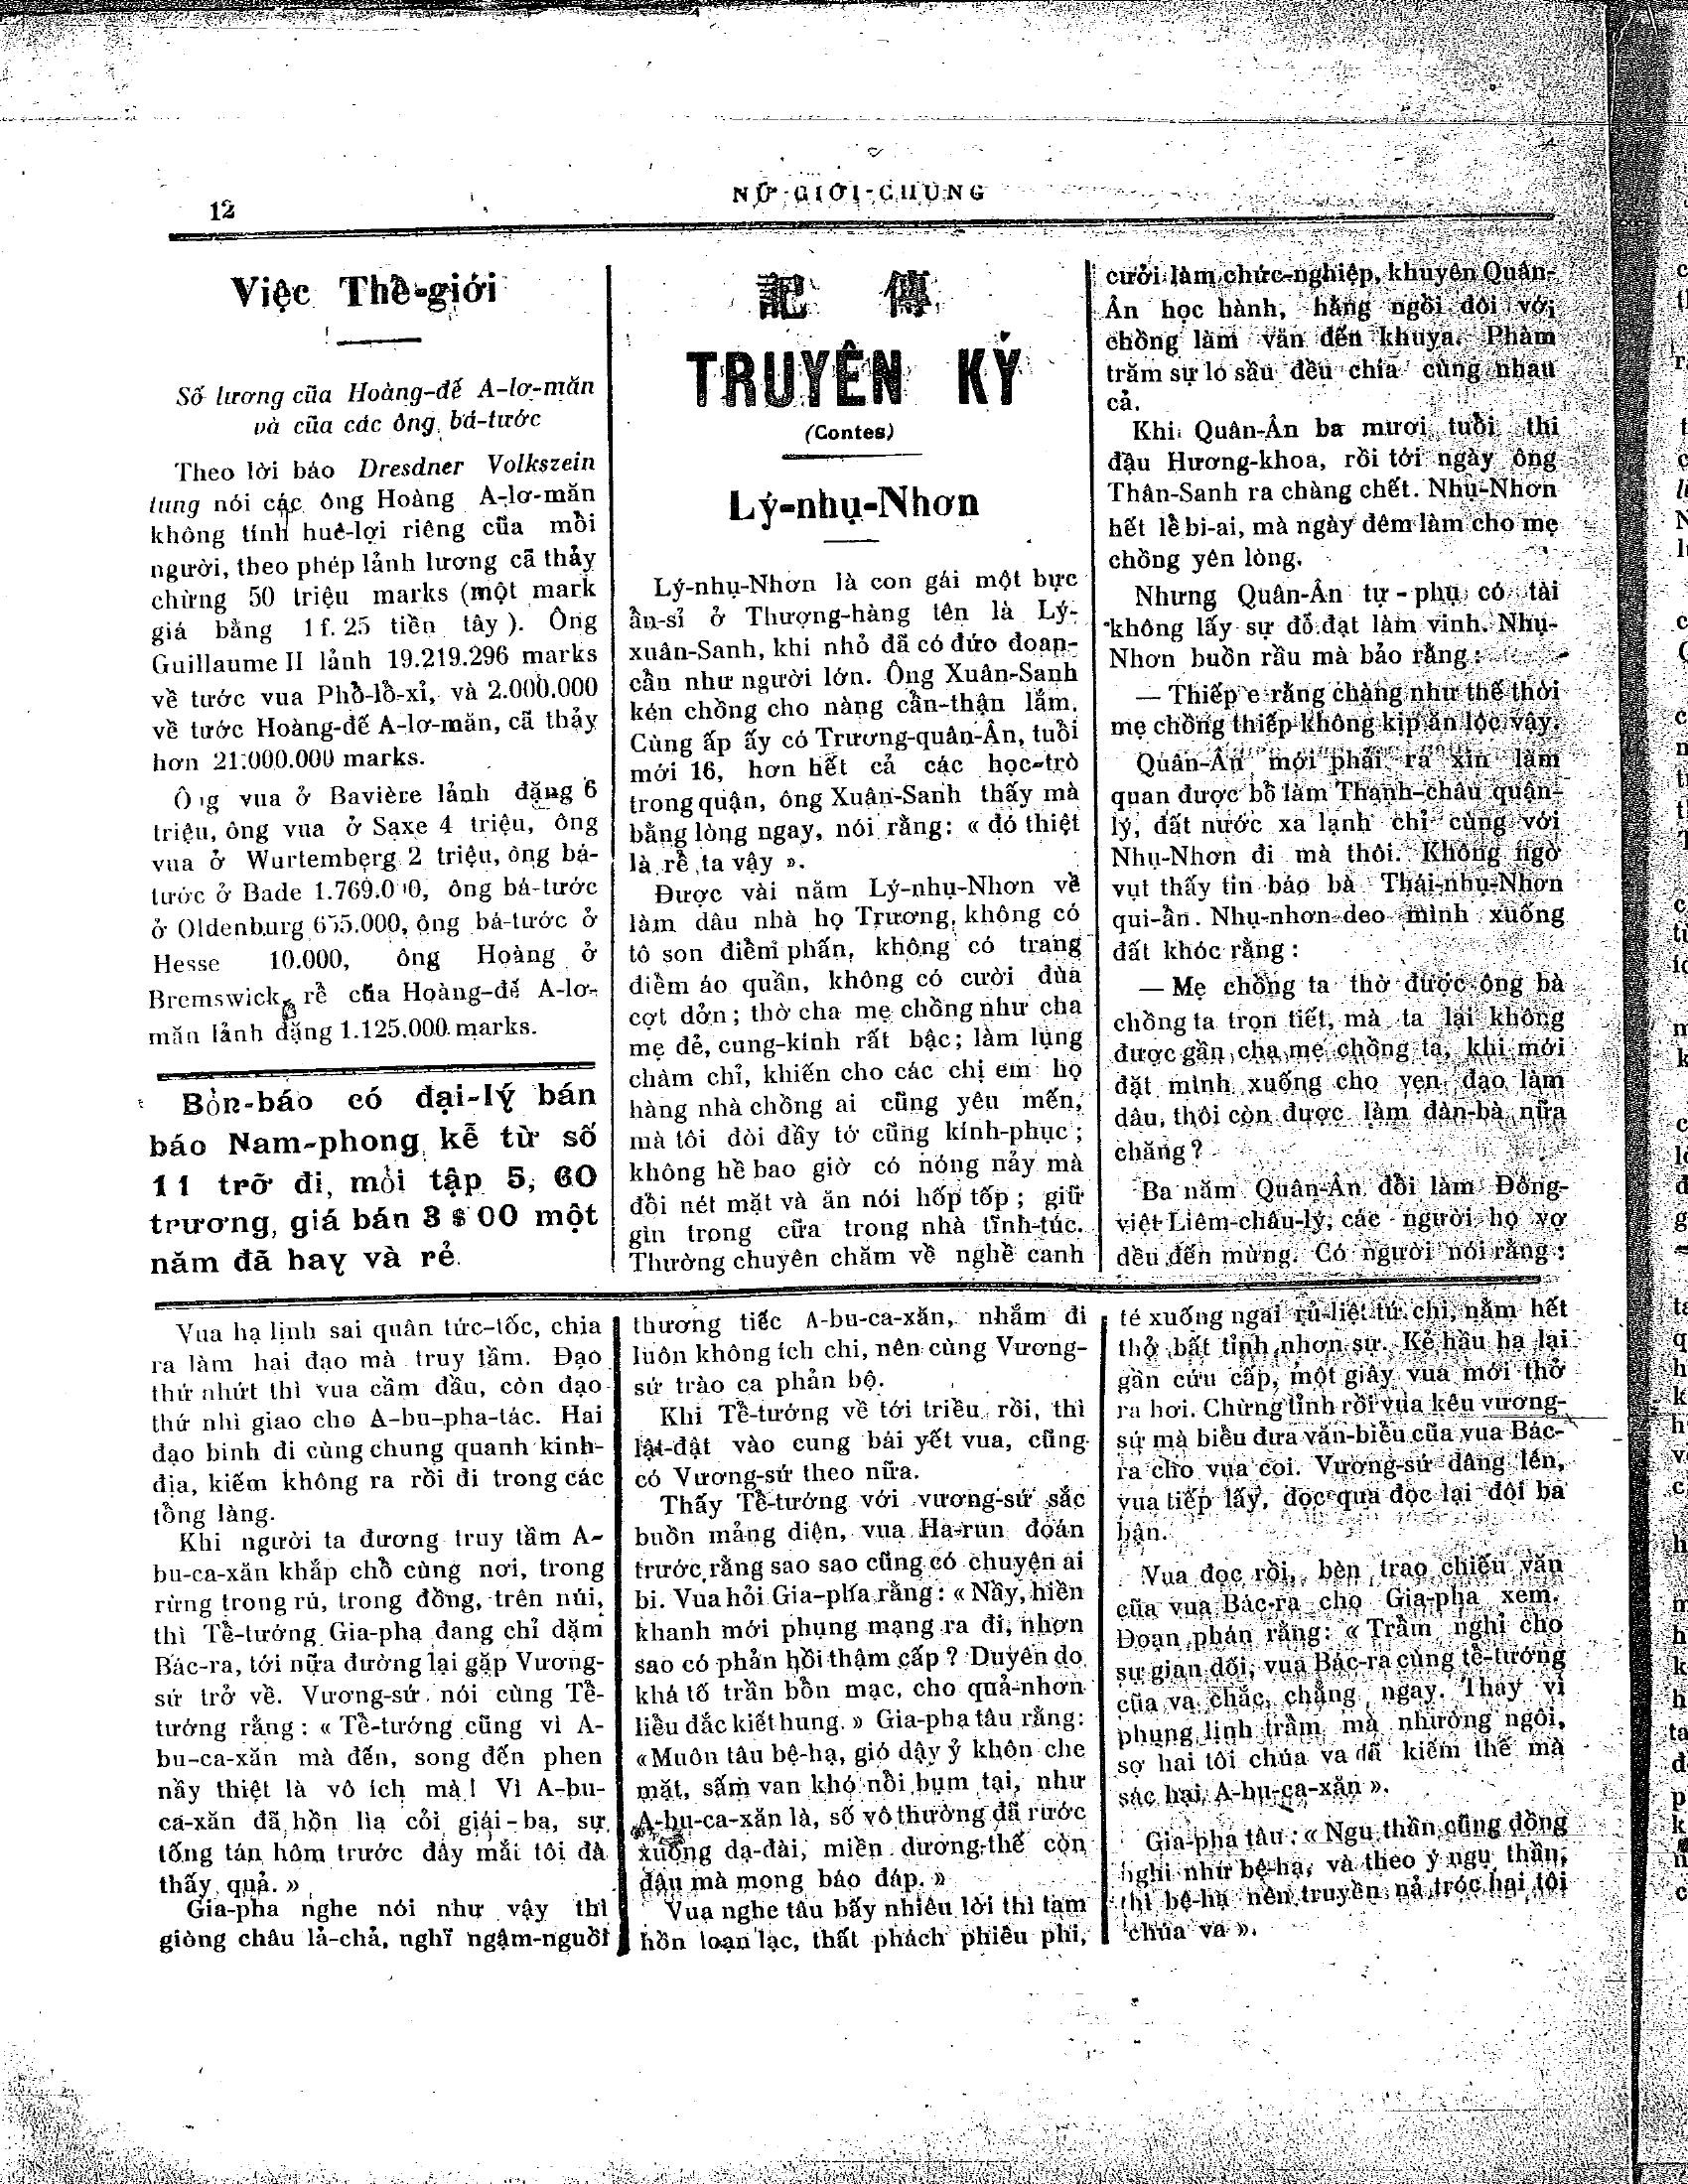 12
NỮ-GIỚI-CHUNG
Việc Thế-giới
Số lương của Hoàng-đế A-lơ-măn
và của các ông bá-tước
Theo lời báo Dresdner Volkszein
tung nói các ông Hoàng A-lơ-măn
không tính huê-lợi riêng của mỗi
người, theo phép lảnh lương cả thảy
chừng 50 triệu marks (một mark
giá bằng 1 f. 25 tiền tây). Ông
Guillaume II lảnh 19.219.296 marks
về tước vua Phổ-lỗ-xỉ, và 2.000.000
về tước Hoàng-đế A-lơ-măn, cã thảy
hơn 21.000.000 marks.
Ông vua ở Bavière lảnh đặng 6
triệu, ông vua ở Saxe 4 triệu, ông
vua ở Wurtemberg 2 triệu, ông bá-
tước ở Bade 1.769.000, ông bá-tước
ở Oldenburg 655.000, ông bá-tước ở
Hesse 10.000, ông Hoàng ở
Bremswick, rể của Hoàng-đế A-lơ-
măn lảnh đặng 1.125.000 marks.
Bổn-báo có đại-lý bán
báo Nam-phong kể từ số
11 trở đi, mỗi tập 5, 60
trương, giá bán 3$00 một
năm đã hay và rẻ.
記 傳
TRUYỆN KÝ
(Contes)
Lý-nhụ-Nhơn
Lý-nhụ-Nhơn là con gái một bực
ẩn-sỉ ở Thượng-hàng tên là Lý-
xuân-Sanh, khi nhỏ đã có đức đoan-
cần như người lớn. Ông Xuân-Sanh
kén chồng cho nàng cẩn-thận lắm.
Cùng ấp ấy có Trương-quân-Ân, tuổi
mới 16, hơn hết cả các học-trò
trong quận, ông Xuân-Sanh thấy mà
bằng lòng ngay, nói rằng: « đó thiệt
là rể ta vậy ».
Được vài năm Lý-nhụ-Nhơn về
làm dâu nhà họ Trương, không có
tô son điểm phấn, không có trang
điểm áo quần, không có cười đùa
cợt dởn; thờ cha mẹ chồng như cha
mẹ đẻ, cung-kính rất bậc; làm lụng
chàm chỉ, khiến cho các chị em họ
hàng nhà chồng ai cũng yêu mến,
mà tôi đòi đầy tớ cũng kính-phục;
không hề bao giờ có nóng nảy mà
đổi nét mặt và ăn nói hốp tốp; giữ
gìn trong cữa trong nhà tĩnh-túc.
Thường chuyên chăm về nghề canh
cưởi làm chức-nghiệp, khuyên Quân-
Ân học hành, hằng ngồi đôi với
chồng làm văn đến khuya. Phàm
trăm sự lo sầu đều chia cùng nhau
cả.
Khi Quân-Ân ba mươi tuổi thi
đậu Hương-khoa, rồi tới ngày ông
Thân-Sanh ra chàng chết. Nhụ-Nhơn
hết lễ bi-ai, mà ngày đêm làm cho mẹ
chồng yên lòng.
Nhưng Quân-Ân tự-phụ có tài
không lấy sự đỗ đạt làm vinh. Nhụ-
Nhơn buồn rầu mà bảo rằng:
— Thiếp e rằng chàng như thế thời
mẹ chồng thiếp không kịp ăn lộc vậy.
Quân-Ân mới phải ra xin làm
quan được bổ làm Thanh-châu quận-
lý, đất nước xa lạnh chỉ cùng với
Nhụ-Nhơn đi mà thôi. Không ngờ
vụt thấy tin báo bà Thái-nhụ-Nhơn
qui-ẩn. Nhụ-nhơn deo mình xuống
đất khóc rằng:
— Mẹ chồng ta thờ được ông bà
chồng ta trọn tiết, mà ta lại không
được gần cha mẹ chồng ta, khi mới
đặt mình xuống cho vẹn đạo làm
dâu, thôi còn được làm đàn-bà nữa
chăng?
Ba năm Quân-Ân đổi làm Đồng-
việt Liêm-châu-lý, các người họ vợ
đều đến mừng. Có người nói rằng:
Vua hạ lịnh sai quân tức-tốc, chia
ra làm hai đạo mà truy tầm. Đạo
thứ nhứt thì vua cầm đầu, còn đạo
thứ nhì giao cho A-bu-pha-tác. Hai
đạo binh đi cùng chung quanh kinh-
địa, kiếm không ra rồi đi trong các
tổng làng.
Khi người ta đương truy tầm A-
bu-ca-xăn khắp chỗ cùng nơi, trong
rừng trong rú, trong đồng, trên núi,
thì Tể-tướng Gia-pha đang chỉ dặm
Bác-ra, tới nữa đường lại gặp Vương-
sứ trở về. Vương-sứ nói cùng Tể-
tướng rằng: « Tể-tướng cũng vì A-
bu-ca-xăn mà đến, song đến phen
nầy thiệt là vô ích mà! Vì A-bu-
ca-xăn đã hồn lìa cỏi giái-ba, sự
tống tán hôm trước đây mắi tôi đà
thấy quả. »
Gia-pha nghe nói như vậy thì
giòng châu lả-chả, nghĩ ngậm-nguồi
thương tiếc A-bu-ca-xăn, nhắm đi
luôn không ích chi, nên cùng Vương-
sứ trào ca phản bộ.
Khi Tể-tướng về tới triều rồi, thì
lật-đật vào cung bái yết vua, cũng
có Vương-sứ theo nữa.
Thấy Tể-tướng với vương-sứ sắc
buồn mảng diện, vua Ha-run đoán
trước rằng sao sao cũng có chuyện ai
bi. Vua hỏi Gia-pha rằng: « Nầy, hiền
khanh mới phụng mạng ra đi, nhơn
sao có phản hồi thậm cấp? Duyên do
khá tố trần bổn mạc, cho quả-nhơn
liểu đắc kiết hung. » Gia-pha tâu rằng:
«Muôn tâu bệ-hạ, gió dậy ỷ khôn che
mặt, sấm van khó nổi bụm tại, như
A-bu-ca-xăn là, số vô thường đã rước
xuống dạ-đài, miền dương-thế còn
đậu mà mong báo đáp. »
Vua nghe tâu bấy nhiêu lời thì tam
hồn loạn lạc, thất phách phiêu phi,
té xuống ngai rủ-liệt tứ chi, nằm hết
thở bất tỉnh nhơn sự. Kẻ hầu hạ lại
gần cứu cấp, một giây vua mới thở
ra hơi. Chừng tỉnh rồi vua kêu vương-
sứ mà biểu đưa văn-biểu của vua Bác-
ra cho vua coi. Vương-sứ dâng lên,
vua tiếp lấy, đọc qua đọc lại đôi ba
bận.
Vua đọc rồi, bèn trao chiếu văn
cũa vua Bác-ra cho Gia-pha xem.
Đoạn phán rằng: « Trẫm nghỉ cho
sự gian dối, vua Bác-ra cùng tể-tướng
của va chắc chẳng ngay. Thay vì
phụng lịnh trầm mà nhường ngôi,
sợ hai tôi chúa va đã kiếm thế mà
sác hại A-bu-ca-xăn ».
Gia-pha tâu: « Ngu thần cũng đồng
nghi như bệ-hạ, và theo ý ngu thần,
thì bệ-hạ nên truyền nả tróc hai tôi
chúa va ».